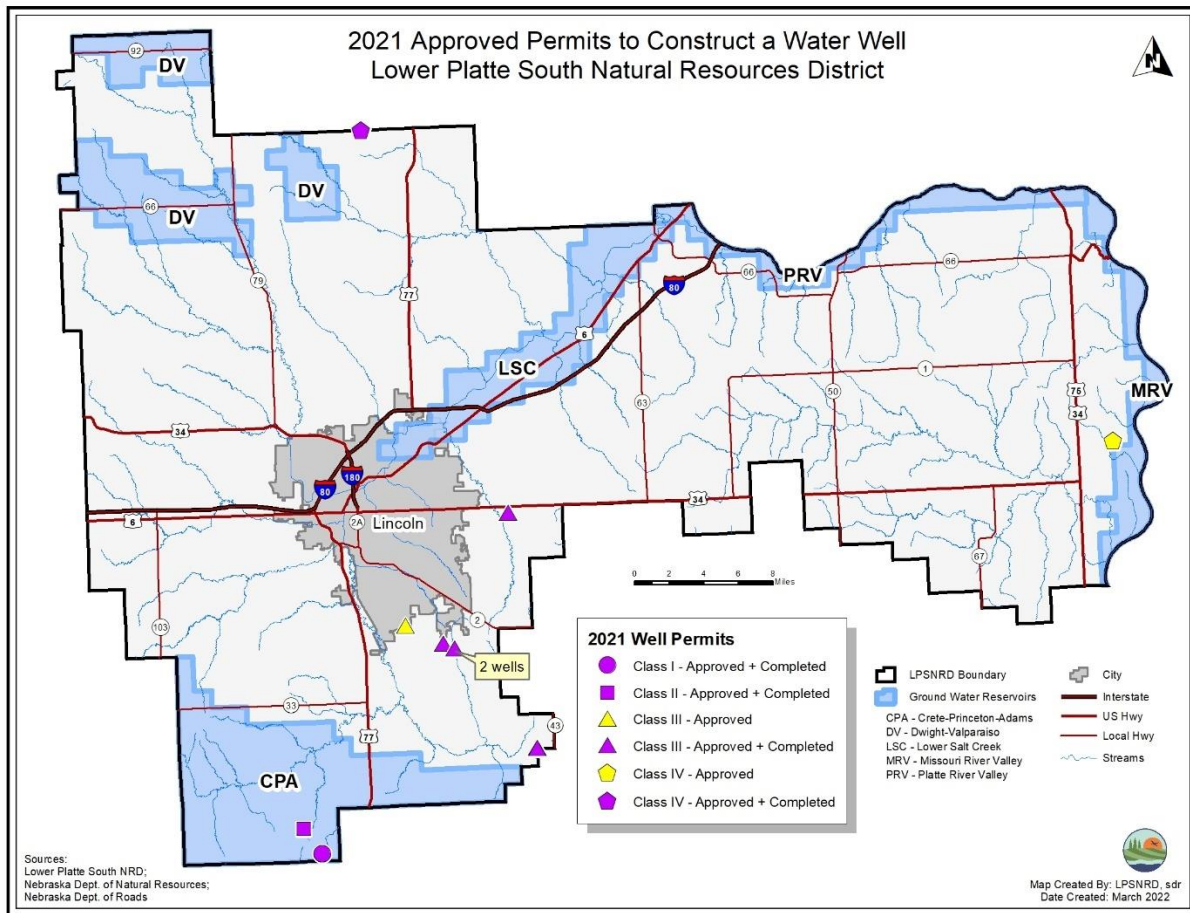 2021 Approved Permits to Construct a Water Well
Lower Platte South Natural Resources District
N
92
DV
DV
66
DV
79
77
66
PRV
66
80
6
LSC
63
1
50
75
34
MRV
34
180
80
6
2A
Lincoln
34
67
0 2 4 6 8
Miles
103
2
2 wells
33
77
43
CPA
2021 Well Permits
Class I - Approved + Completed
Class II - Approved + Completed
Class III - Approved
Class III - Approved + Completed
Class IV - Approved
Class IV - Approved + Completed
LPSNRD Boundary
Ground Water Reservoirs
CPA - Crete-Princeton-Adams
DV - Dwight-Valparaiso
LSC - Lower Salt Creek
MRV - Missouri River Valley
PRV - Platte River Valley
City
Interstate
US Hwy
Local Hwy
Streams
Sources:
Lower Platte South NRD;
Nebraska Dept. of Natural Resources;
Nebraska Dept. of Roads
Map Created By: LPSNRD, sdr
Date Created: March 2022